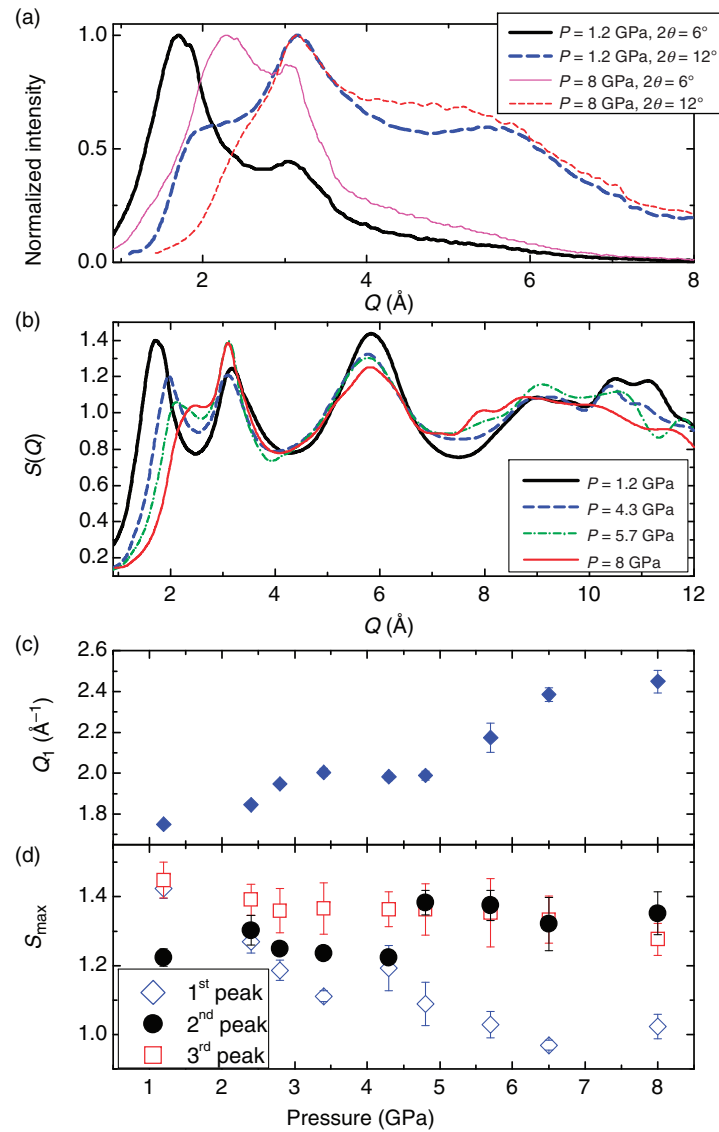 (a)
1.0
0.5
0.0
Normalized intensity
P = 1.2 GPa, 2θ = 6°
P = 1.2 GPa, 2θ = 12°
P = 8 GPa, 2θ = 6°
P = 8 GPa, 2θ = 12°
2 4 6 8
Q (Å)
(b)
1.4
1.2
1.0
0.8
0.6
0.4
0.2
S(Q)
P = 1.2 GPa
P = 4.3 GPa
P = 5.7 GPa
P = 8 GPa
2 4 6 8 10 12
Q (Å)
(c)
2.6
2.4
2.2
2.0
1.8
Q₁ (Å⁻¹)
(d)
1.4
1.2
1.0
Smax
1st peak
2nd peak
3rd peak
1 2 3 4 5 6 7 8
Pressure (GPa)